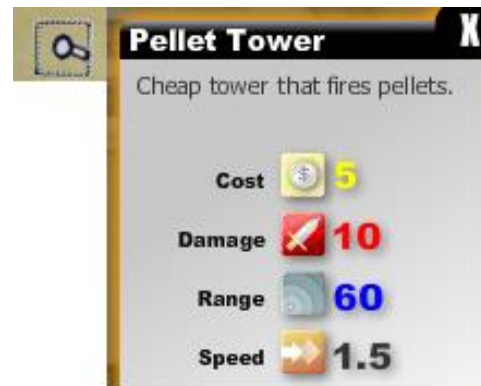 Pellet Tower X
Cheap tower that fires pellets.
Cost $ 5
Damage 10
Range 60
Speed 1.5